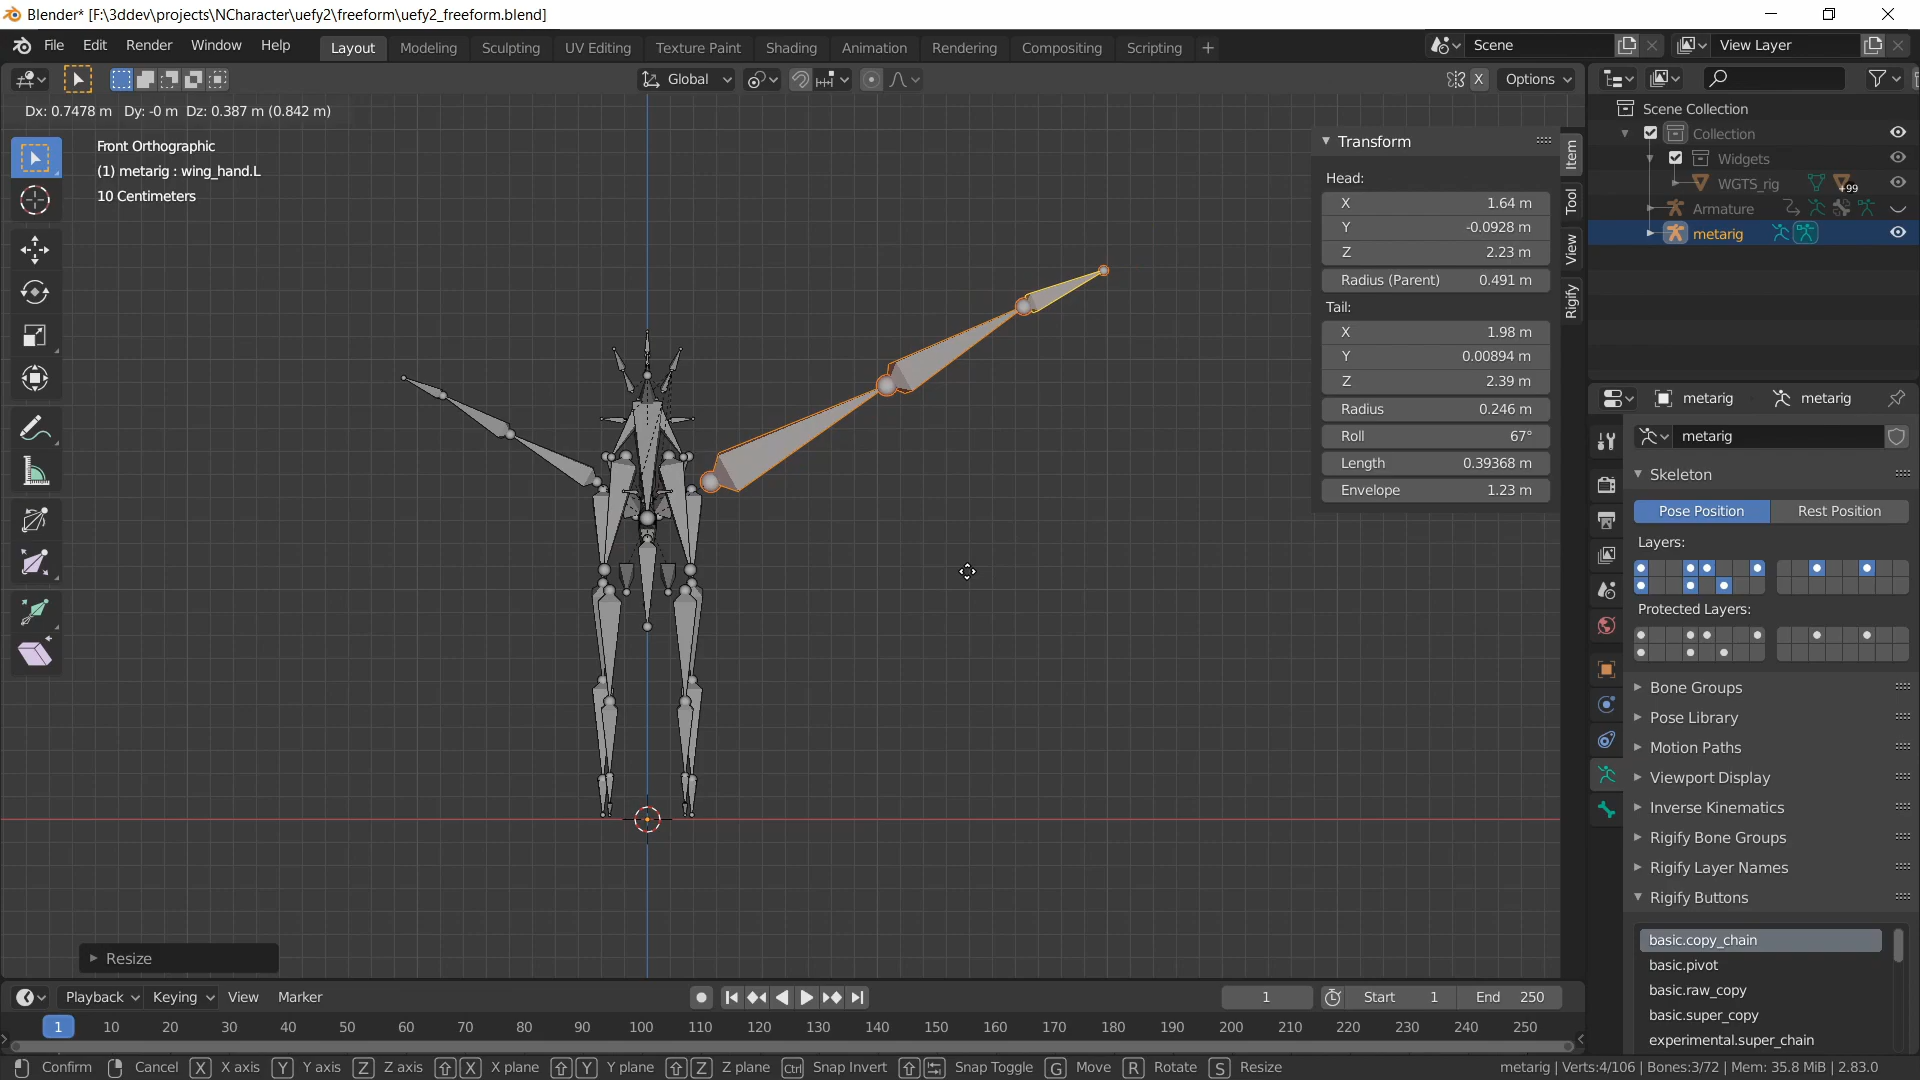 Blender* [F:\3ddev\projects\NCharacter\uefy2\freeform\uefy2_freeform.blend]
File Edit Render Window Help Layout Modeling Sculpting UV Editing Texture Paint Shading Animation Rendering Compositing Scripting + Scene View Layer
Global X Options
Dx: 0.7478 m Dy: -0 m Dz: 0.387 m (0.842 m)
Front Orthographic
(1) metarig : wing_hand.L
10 Centimeters
Transform
Head:
X 1.64 m
Y -0.0928 m
Z 2.23 m
Radius (Parent) 0.491 m
Tail:
X 1.98 m
Y 0.00894 m
Z 2.39 m
Radius 0.246 m
Roll 67°
Length 0.39368 m
Envelope 1.23 m
Item
Tool
View
Rigify
Scene Collection
Collection
Widgets
WGTS_rig +99
Armature
metarig
metarig metarig
metarig
Skeleton
Pose Position Rest Position
Layers:
Protected Layers:
Bone Groups
Pose Library
Motion Paths
Viewport Display
Inverse Kinematics
Rigify Bone Groups
Rigify Layer Names
Rigify Buttons
basic.copy_chain
basic.pivot
basic.raw_copy
basic.super_copy
experimental.super_chain
Resize
Playback Keying View Marker 1 Start 1 End 250
1 10 20 30 40 50 60 70 80 90 100 110 120 130 140 150 160 170 180 190 200 210 220 230 240 250
Confirm Cancel X X axis Y Y axis Z Z axis X X plane Y Y plane Z Z plane Ctrl Snap Invert Snap Toggle G Move R Rotate S Resize metarig | Verts:4/106 | Bones:3/72 | Mem: 35.8 MiB | 2.83.0